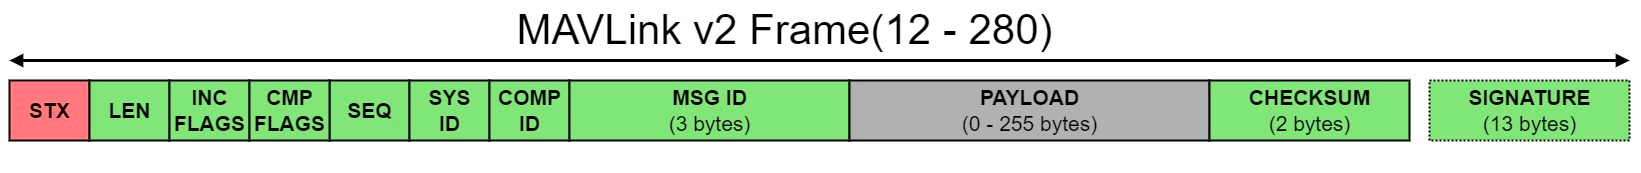 MAVLink v2 Frame(12 - 280)
STX
LEN
INC
FLAGS
CMP
FLAGS
SEQ
SYS
ID
COMP
ID
MSG ID
(3 bytes)
PAYLOAD
(0 - 255 bytes)
CHECKSUM
(2 bytes)
SIGNATURE
(13 bytes)